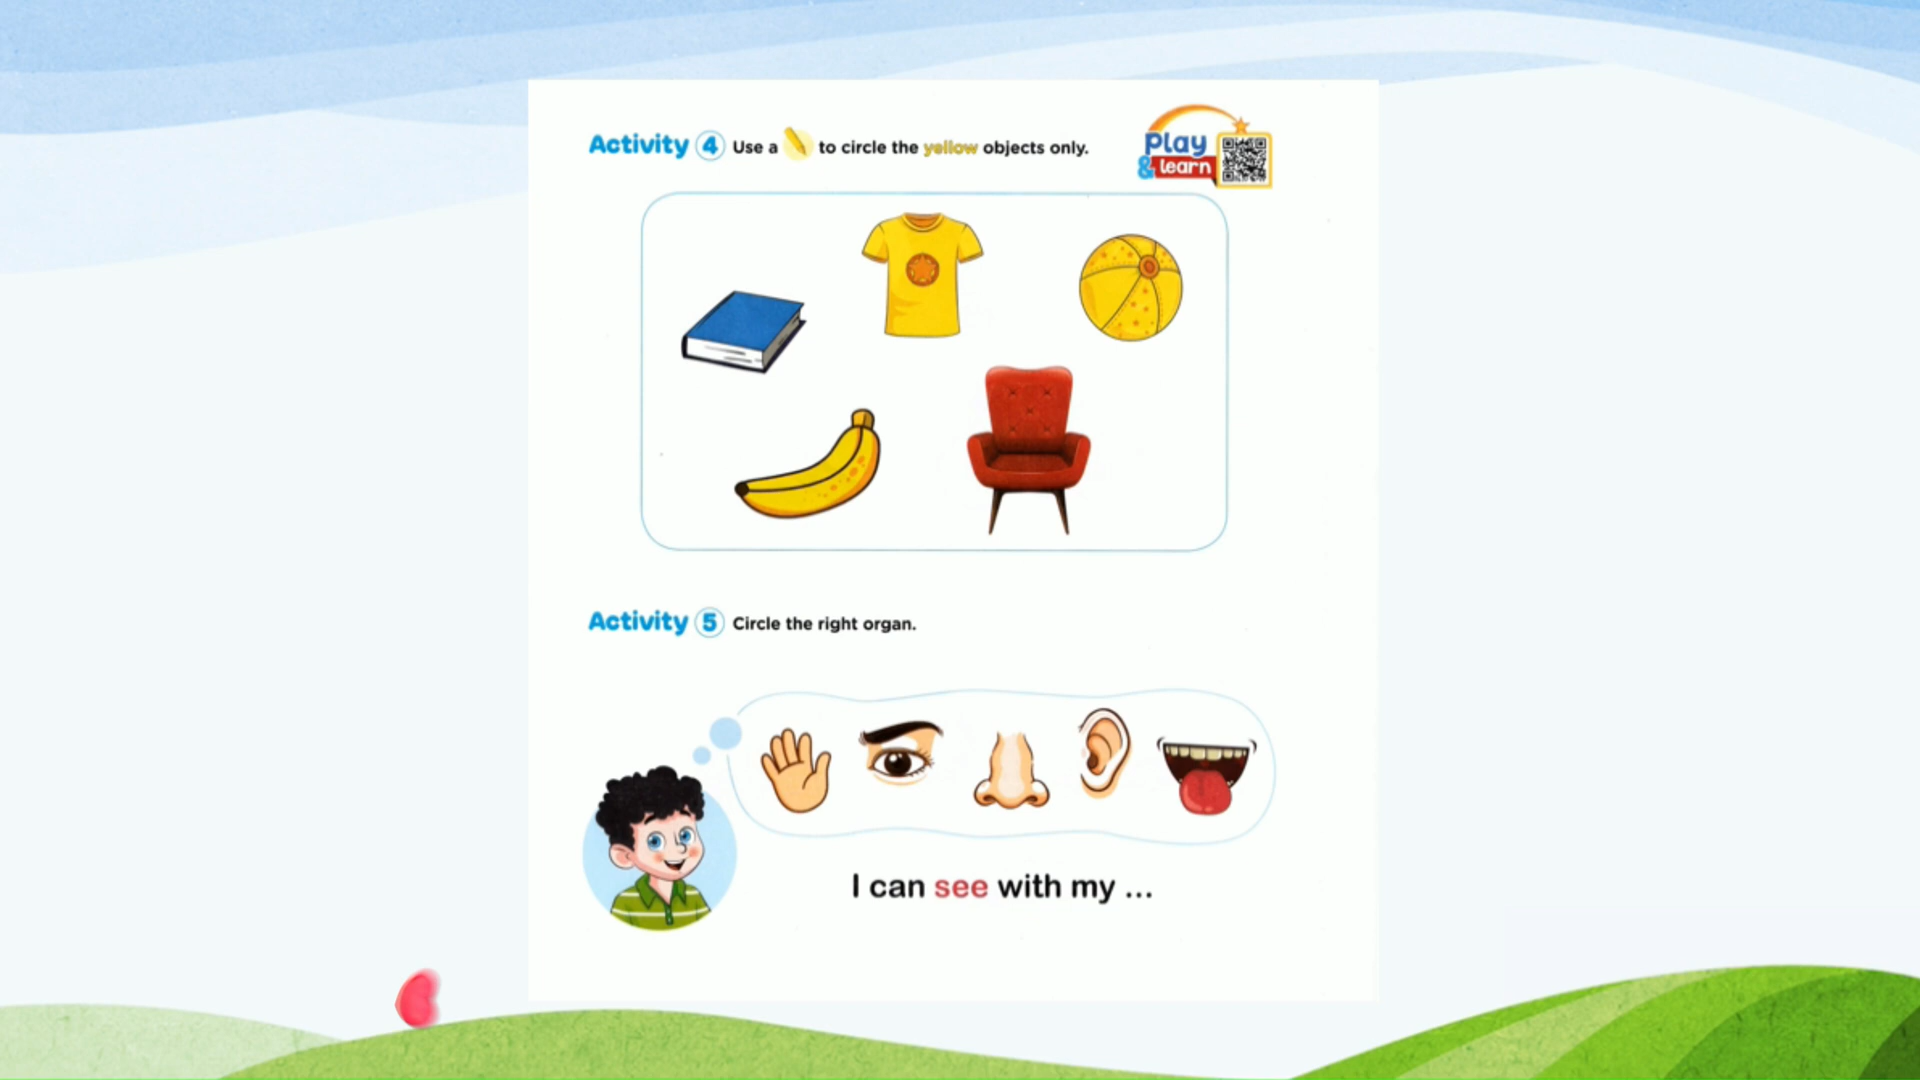 Activity 4 Use a to circle the yellow objects only.
Play
& learn
Activity 5 Circle the right organ.
I can see with my ...